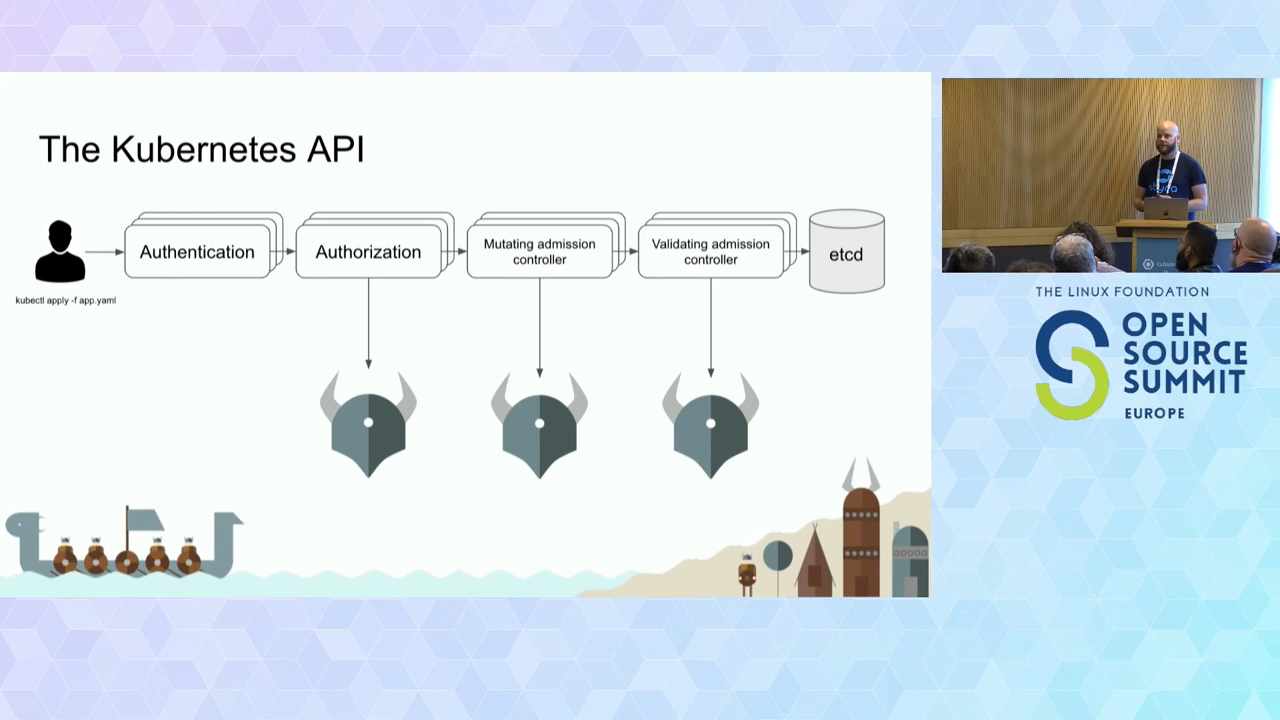 The Kubernetes API
Authentication
Authorization
Mutating admission
controller
Validating admission
controller
etcd
kubectl apply -f app.yaml
styra
THE LINUX FOUNDATION
OPEN
SOURCE
SUMMIT
EUROPE